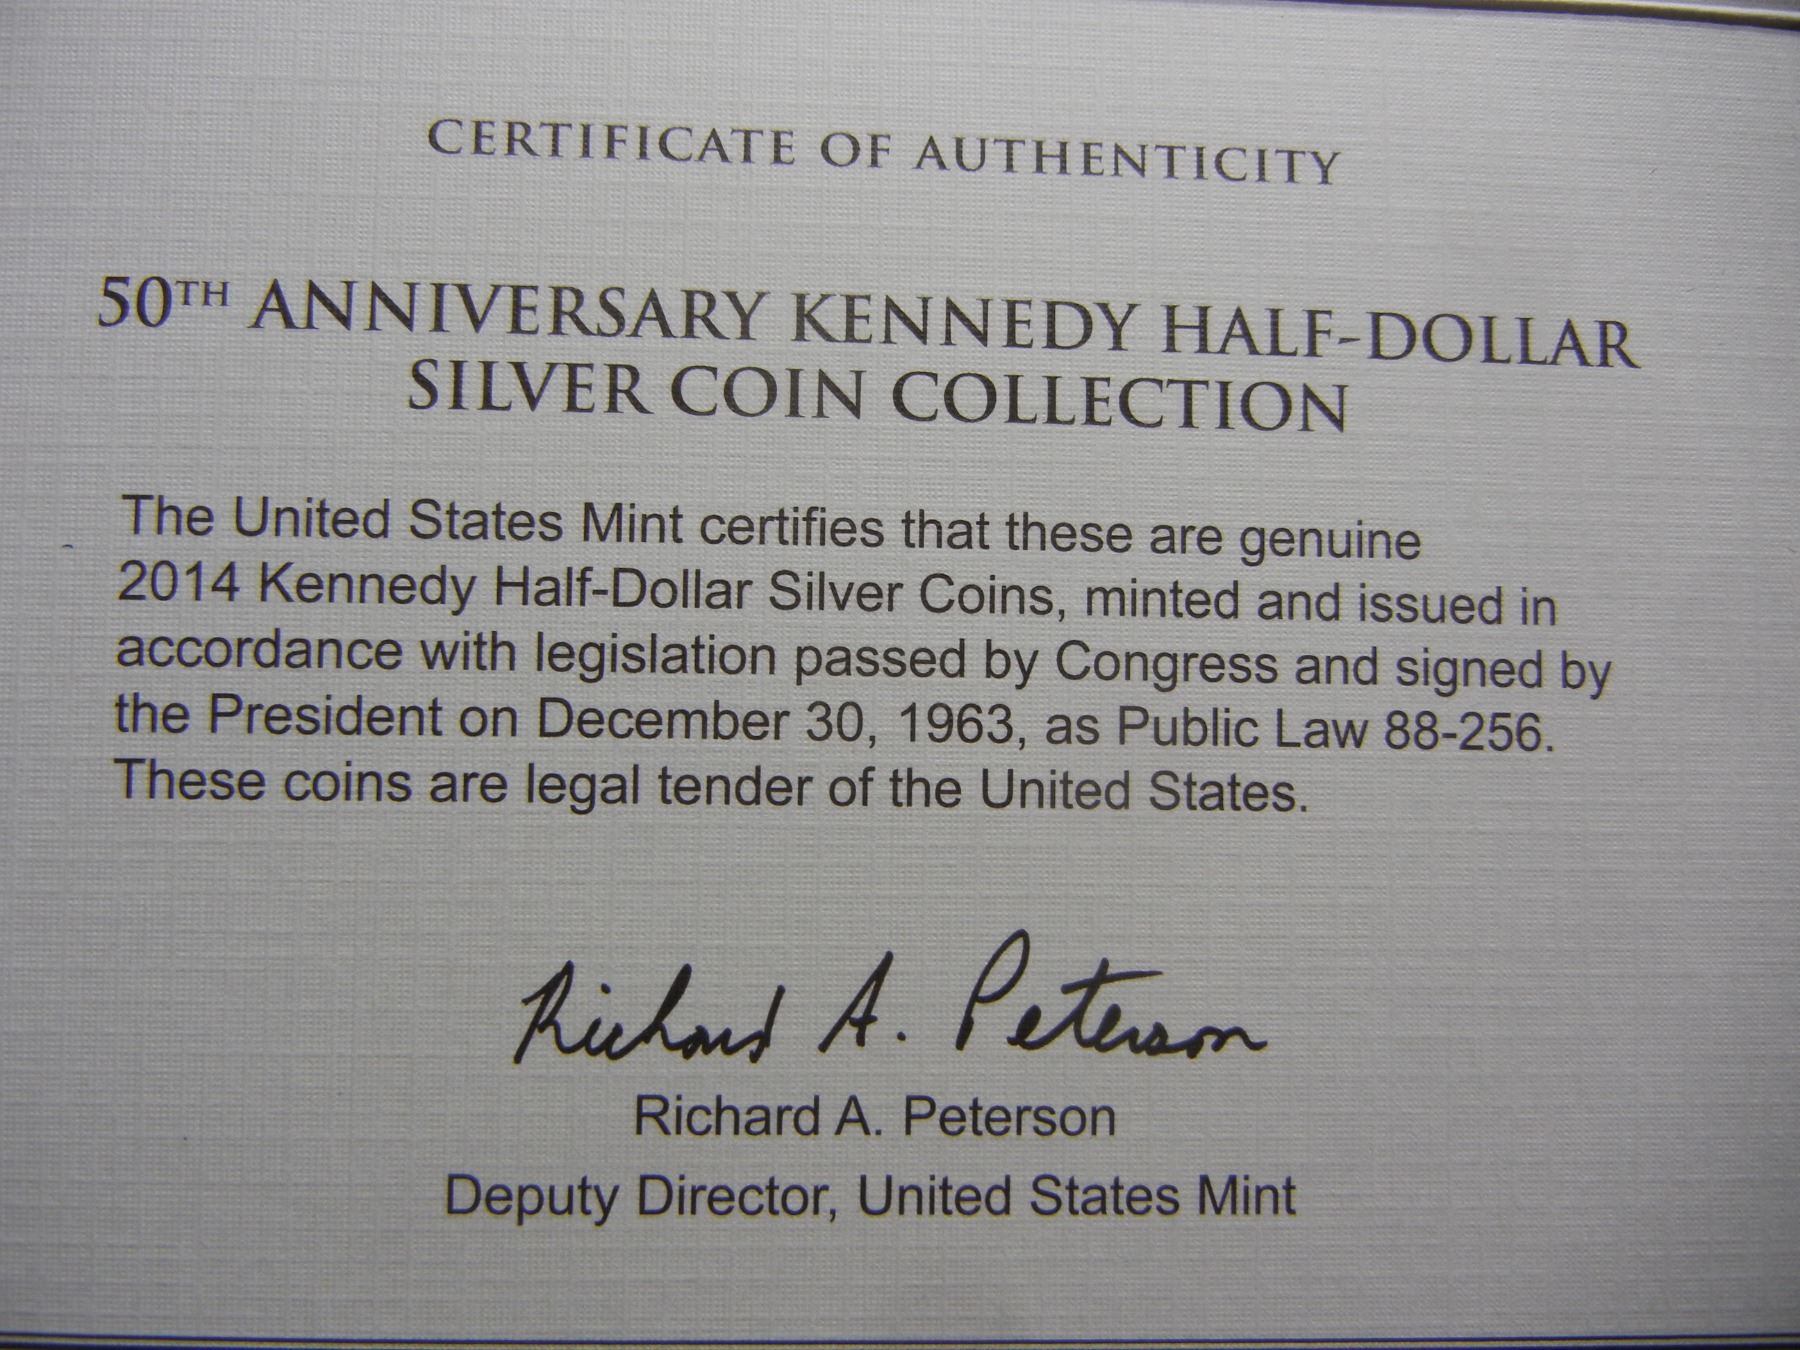 CERTIFICATE OF AUTHENTICITY
50TH ANNIVERSARY KENNEDY HALF-DOLLAR
SILVER COIN COLLECTION
The United States Mint certifies that these are genuine
2014 Kennedy Half-Dollar Silver Coins, minted and issued in
accordance with legislation passed by Congress and signed by
the President on December 30, 1963, as Public Law 88-256.
These coins are legal tender of the United States.
Richard A. Peterson
Richard A. Peterson
Deputy Director, United States Mint